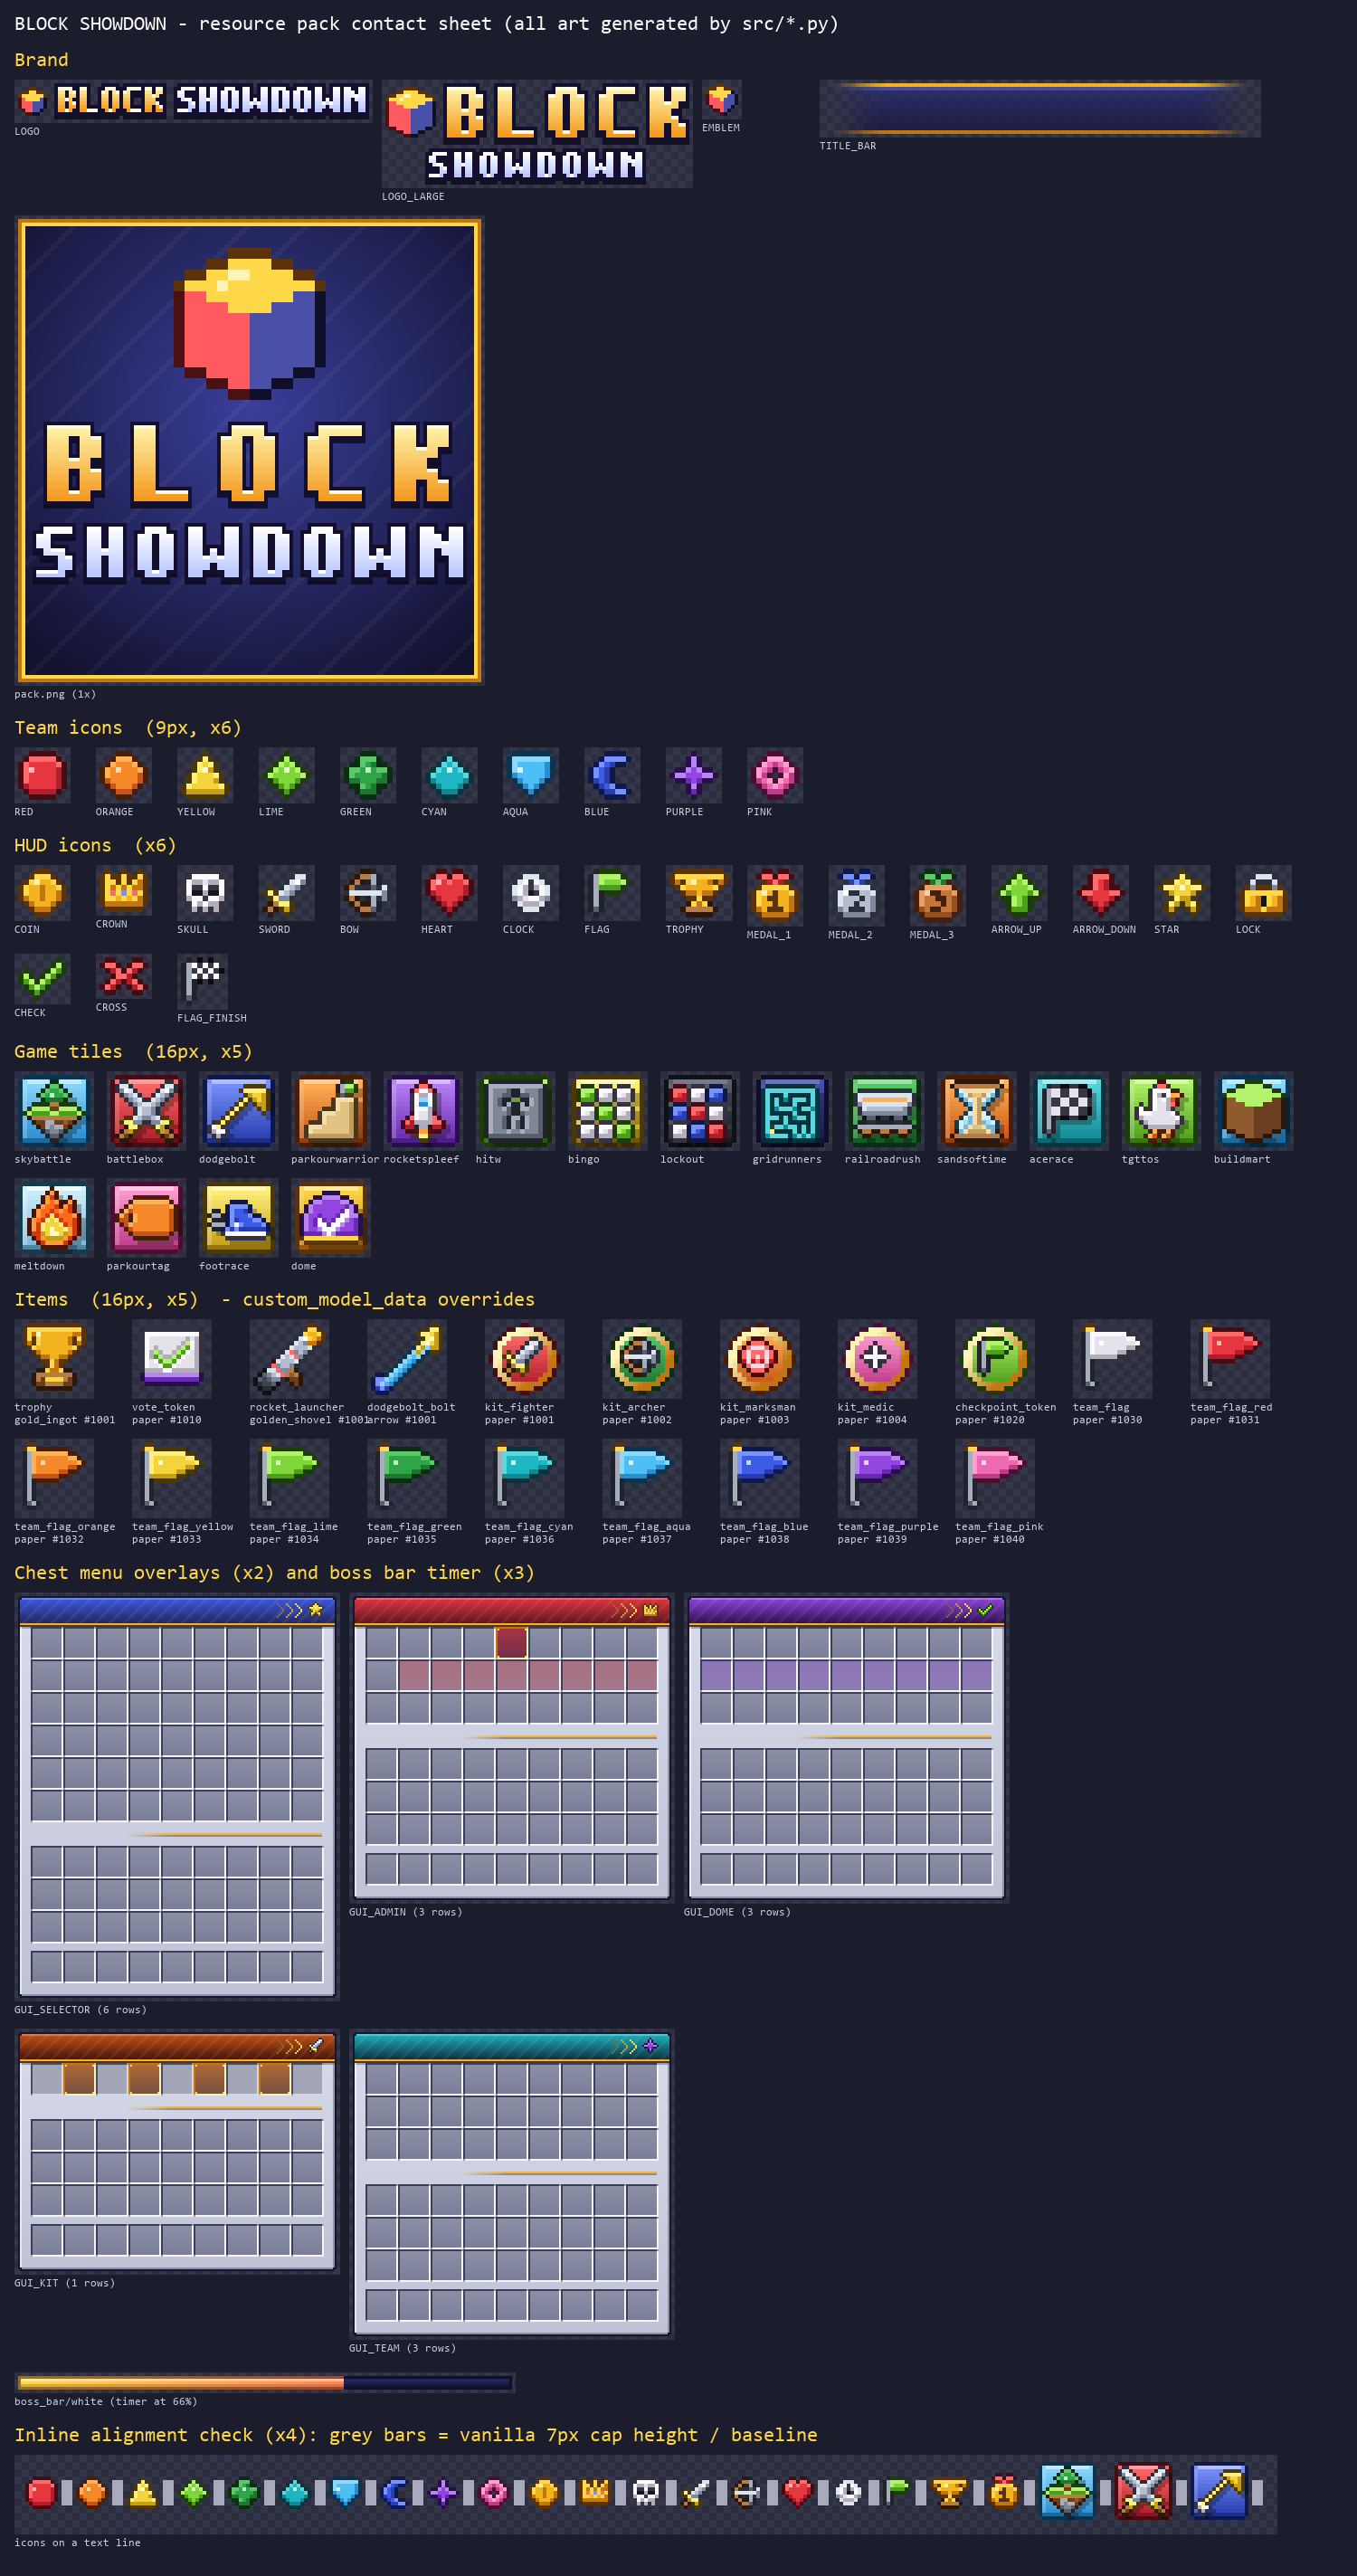 BLOCK SHOWDOWN - resource pack contact sheet (all art generated by src/*.py)
Brand
BLOCK SHOWDOWN
LOGO
BLOCK
SHOWDOWN
LOGO_LARGE
EMBLEM
TITLE_BAR
BLOCK
SHOWDOWN
pack.png (1x)
Team icons (9px, x6)
RED ORANGE YELLOW LIME GREEN CYAN AQUA BLUE PURPLE PINK
HUD icons (x6)
1 2 3
COIN CROWN SKULL SWORD BOW HEART CLOCK FLAG TROPHY MEDAL_1 MEDAL_2 MEDAL_3 ARROW_UP ARROW_DOWN STAR LOCK
CHECK CROSS FLAG_FINISH
Game tiles (16px, x5)
skybattle battlebox dodgebolt parkourwarrior rocketspleef hitw bingo lockout gridrunners railroadrush sandsoftime acerace tgttos buildmart
meltdown parkourtag footrace dome
Items (16px, x5) - custom_model_data overrides
trophy vote_token rocket_launcher dodgebolt_bolt kit_fighter kit_archer kit_marksman kit_medic checkpoint_token team_flag team_flag_red
gold_ingot #1001 paper #1010 golden_shovel #1001 arrow #1001 paper #1001 paper #1002 paper #1003 paper #1004 paper #1020 paper #1030 paper #1031
team_flag_orange team_flag_yellow team_flag_lime team_flag_green team_flag_cyan team_flag_aqua team_flag_blue team_flag_purple team_flag_pink
paper #1032 paper #1033 paper #1034 paper #1035 paper #1036 paper #1037 paper #1038 paper #1039 paper #1040
Chest menu overlays (x2) and boss bar timer (x3)
GUI_ADMIN (3 rows) GUI_DOME (3 rows)
GUI_SELECTOR (6 rows)
GUI_KIT (1 rows)
GUI_TEAM (3 rows)
boss_bar/white (timer at 66%)
Inline alignment check (x4): grey bars = vanilla 7px cap height / baseline
1
icons on a text line